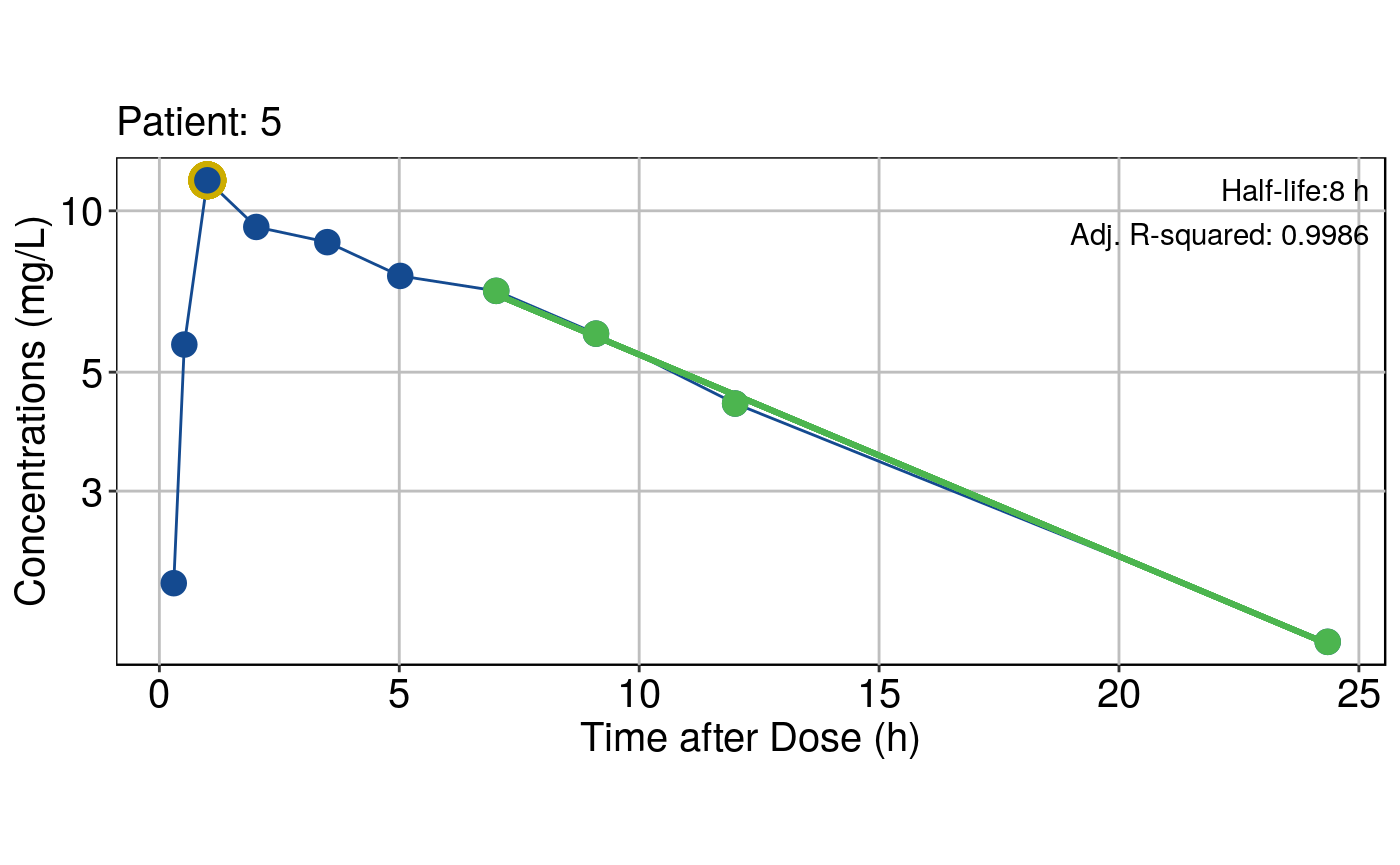 Patient: 5
Half-life:8 h
Adj. R-squared: 0.9986
Concentrations (mg/L)
10
5
3
0 5 10 15 20 25
Time after Dose (h)